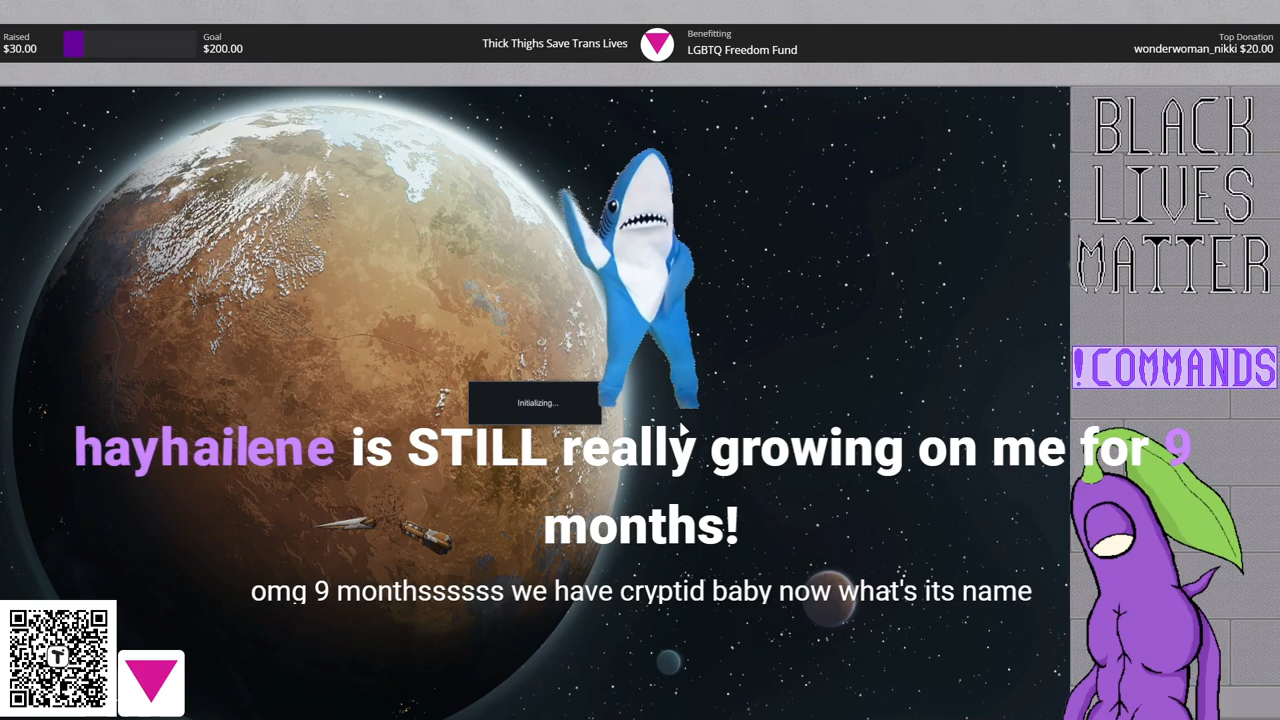 Raised
$30.00
Goal
$200.00
Thick Thighs Save Trans Lives
Benefitting
LGBTQ Freedom Fund
Top Donation
wonderwoman_nikki $20.00
BLACK
LIVES
MATTER
!COMMANDS
Initializing...
hayhailene is STILL really growing on me for 9
months!
omg 9 monthssssss we have cryptid baby now what's its name
T